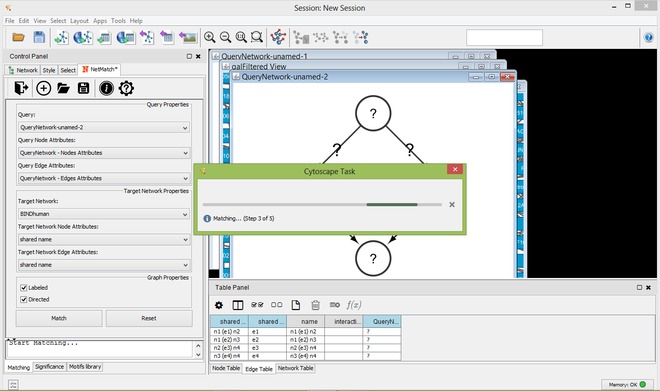 Session: New Session
File Edit View Select Layout Apps Tools Help
Control Panel
Network Style Select NetMatch*
Query Properties
Query:
QueryNetwork-unamed-2
Query Node Attributes:
QueryNetwork - Nodes Attributes
Query Edge Attributes:
QueryNetwork - Edges Attributes
Target Network Properties
Target Network:
BINDhuman
Target Network Node Attributes:
shared name
Target Network Edge Attributes:
shared name
Graph Properties
Labeled
Directed
Match Reset
Start Matching...
Matching Significance Motifs library
QueryNetwork-unamed-1
galFiltered View
QueryNetwork-unamed-2
?
? ?
?
Cytoscape Task
Matching... (Step 3 of 5)
Table Panel
f(x)
shared ... shared ... name interacti... QueryN...
n1 (e1) n2 e1 n1 (e1) n2 ?
n1 (e2) n3 e2 n1 (e2) n3 ?
n2 (e3) n4 e3 n2 (e3) n4 ?
n3 (e4) n4 e4 n3 (e4) n4 ?
Node Table Edge Table Network Table
Memory: OK